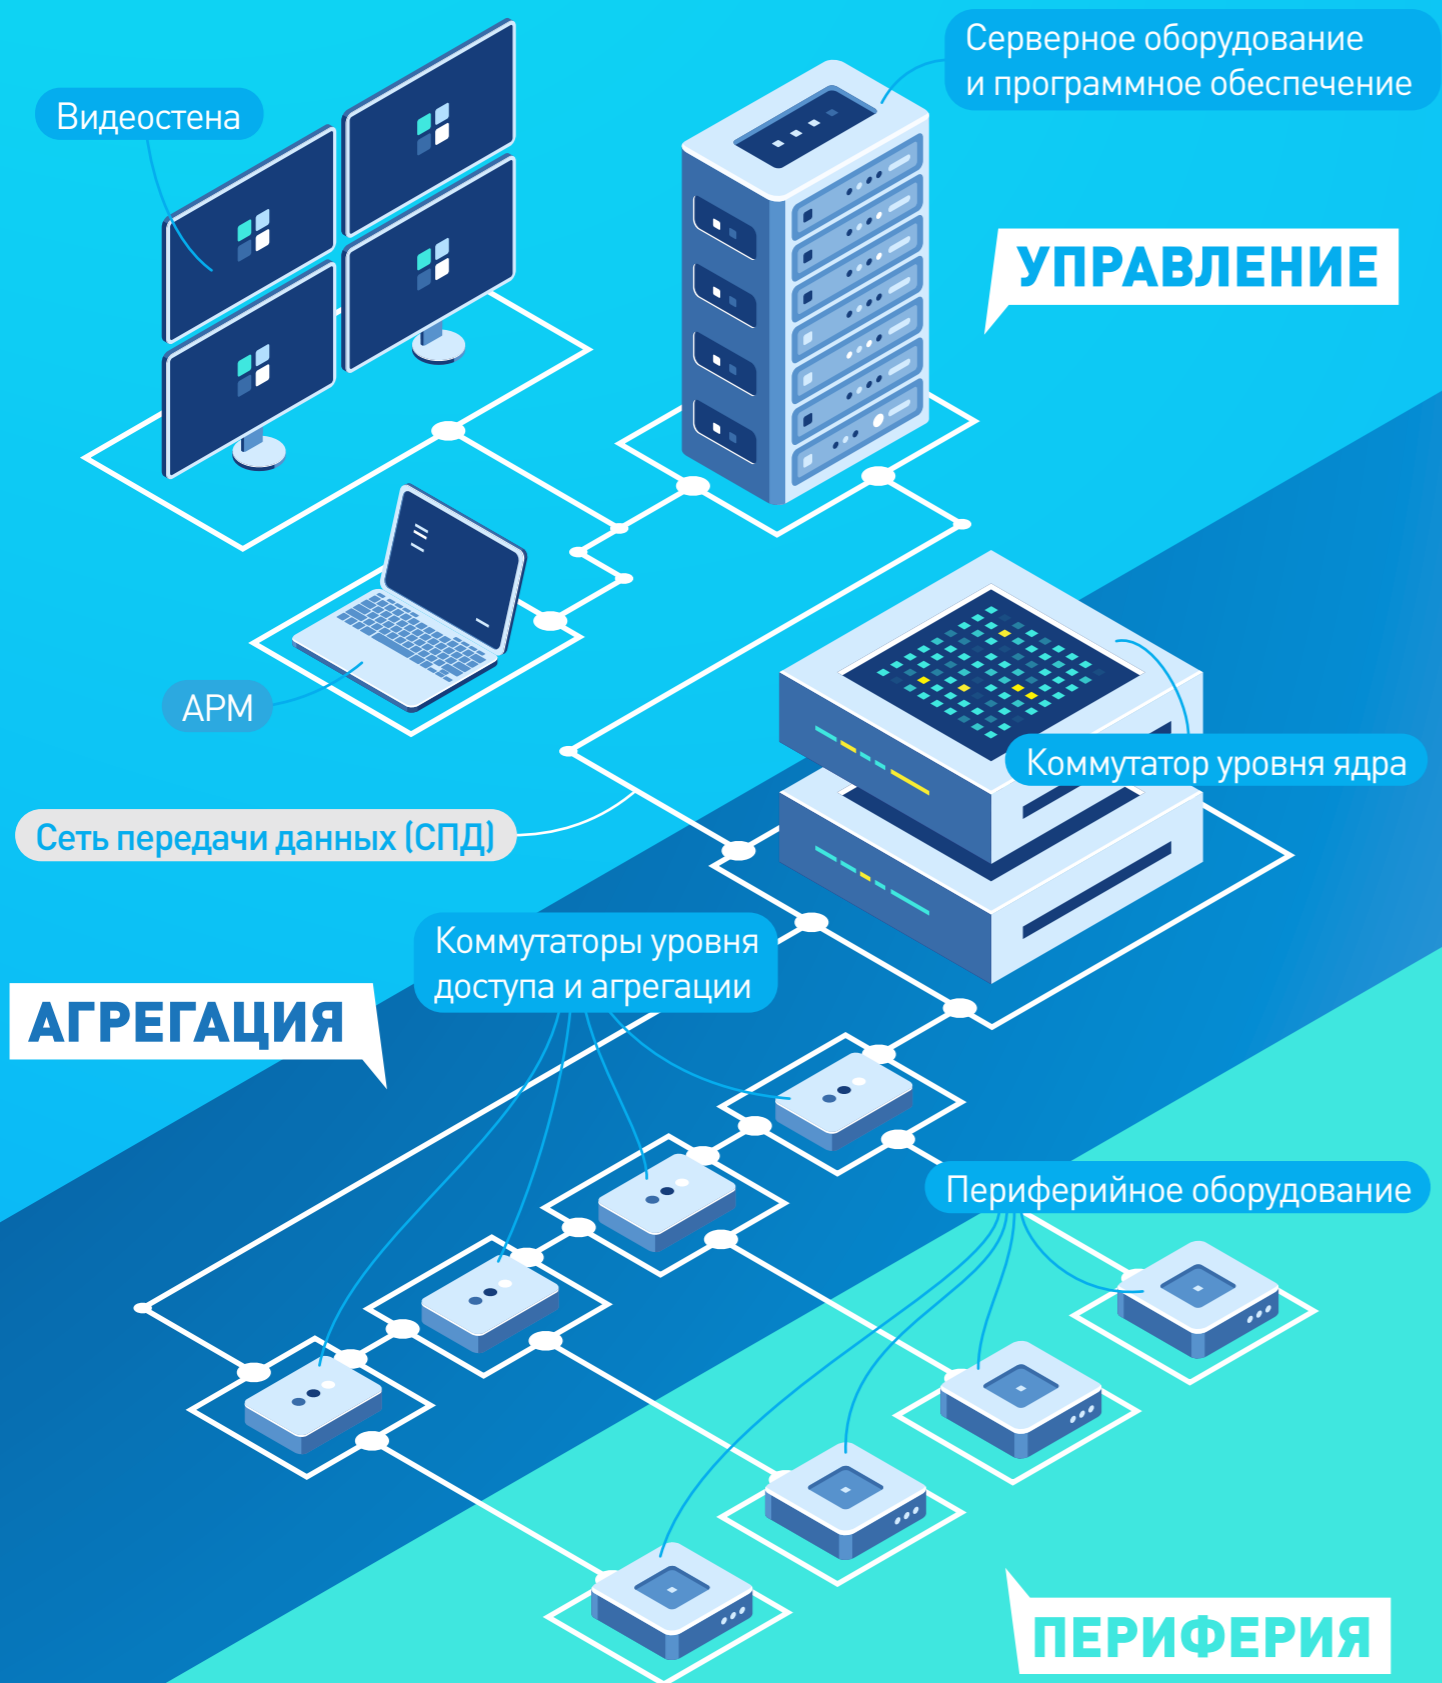 Серверное оборудование
и программное обеспечение
Видеостена
УПРАВЛЕНИЕ
АРМ
Коммутатор уровня ядра
Сеть передачи данных (СПД)
Коммутаторы уровня
доступа и агрегации
АГРЕГАЦИЯ
Периферийное оборудование
ПЕРИФЕРИЯ